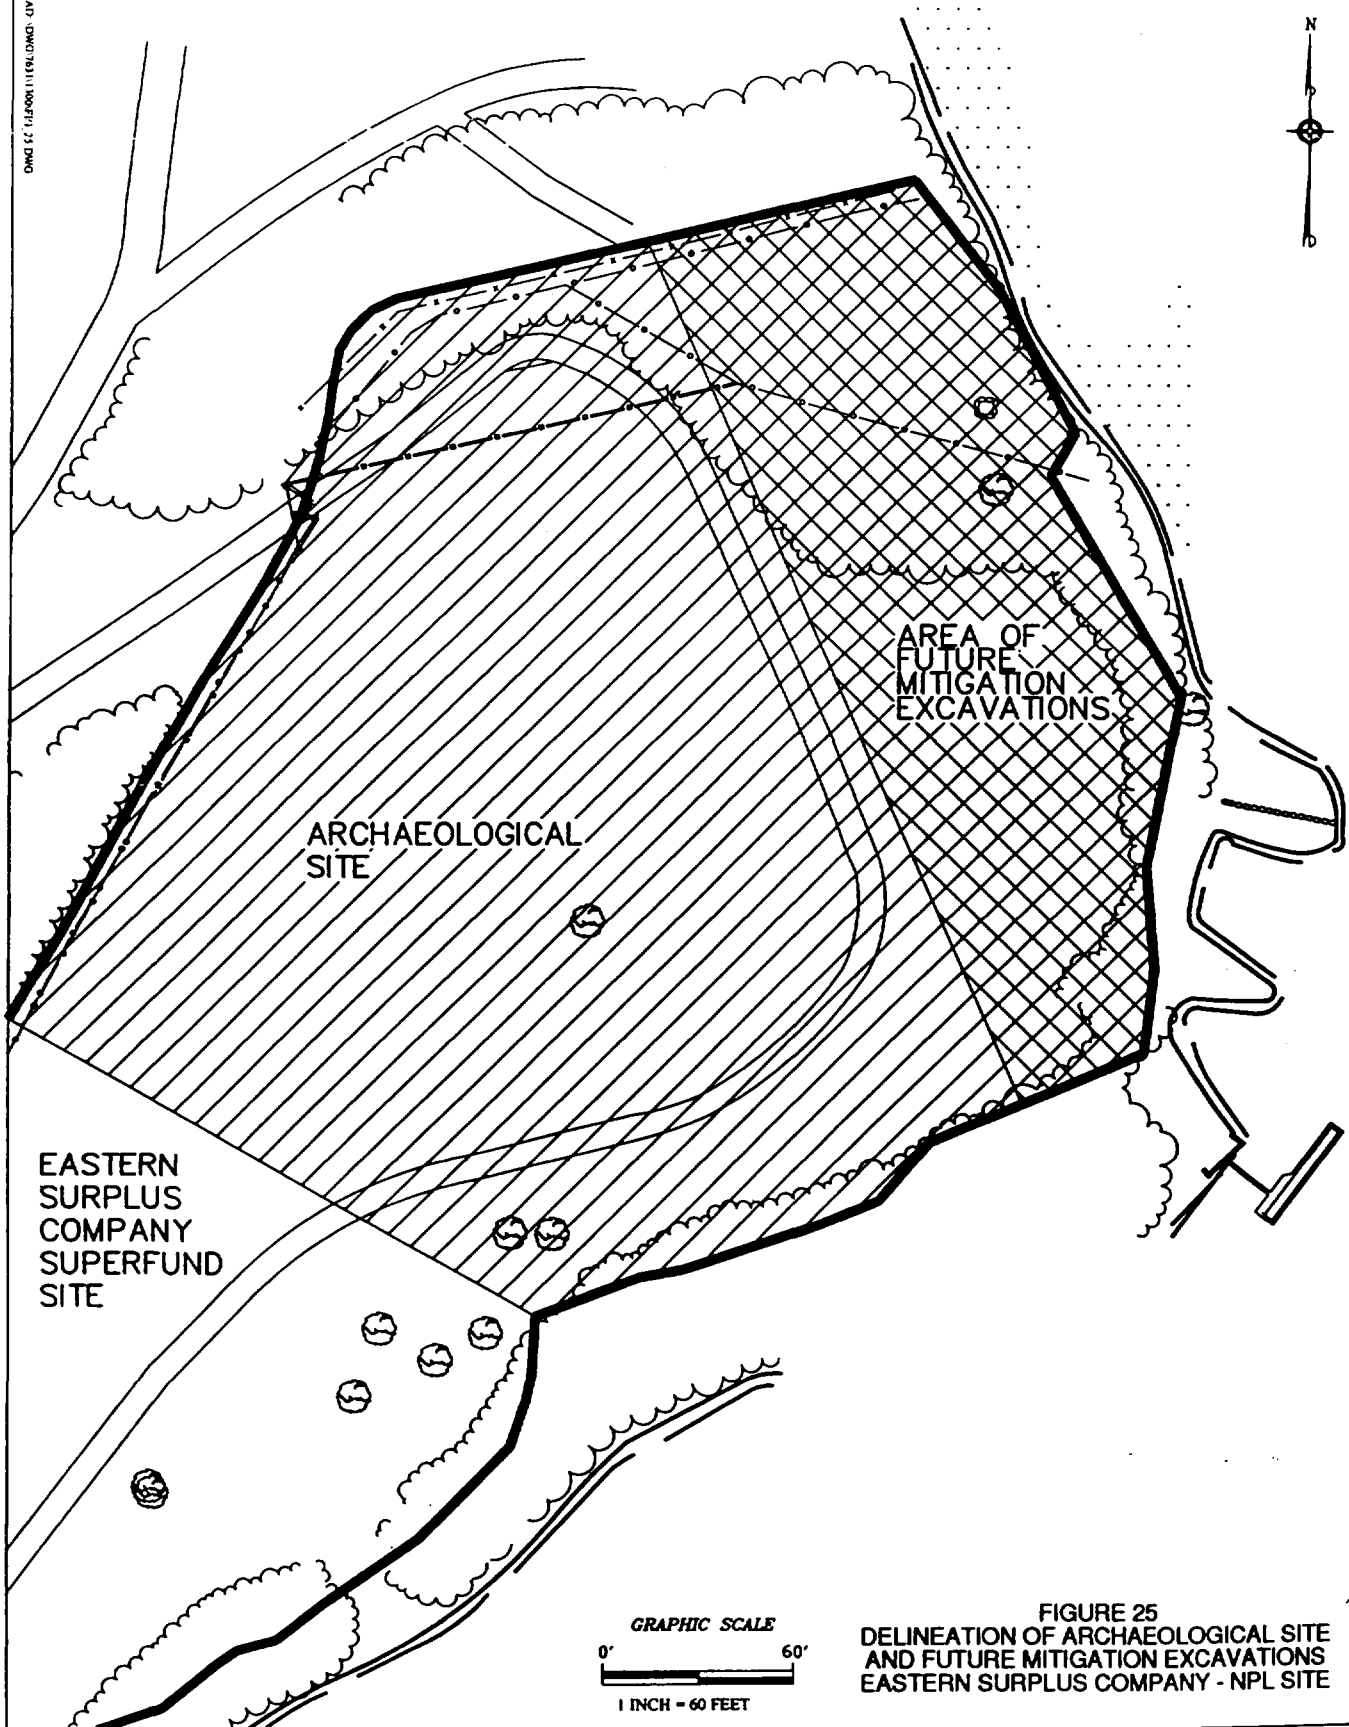 N
AREA OF
FUTURE
MITIGATION
EXCAVATIONS
ARCHAEOLOGICAL
SITE
EASTERN
SURPLUS
COMPANY
SUPERFUND
SITE
GRAPHIC SCALE
0' 60'
1 INCH = 60 FEET
FIGURE 25
DELINEATION OF ARCHAEOLOGICAL SITE
AND FUTURE MITIGATION EXCAVATIONS
EASTERN SURPLUS COMPANY - NPL SITE